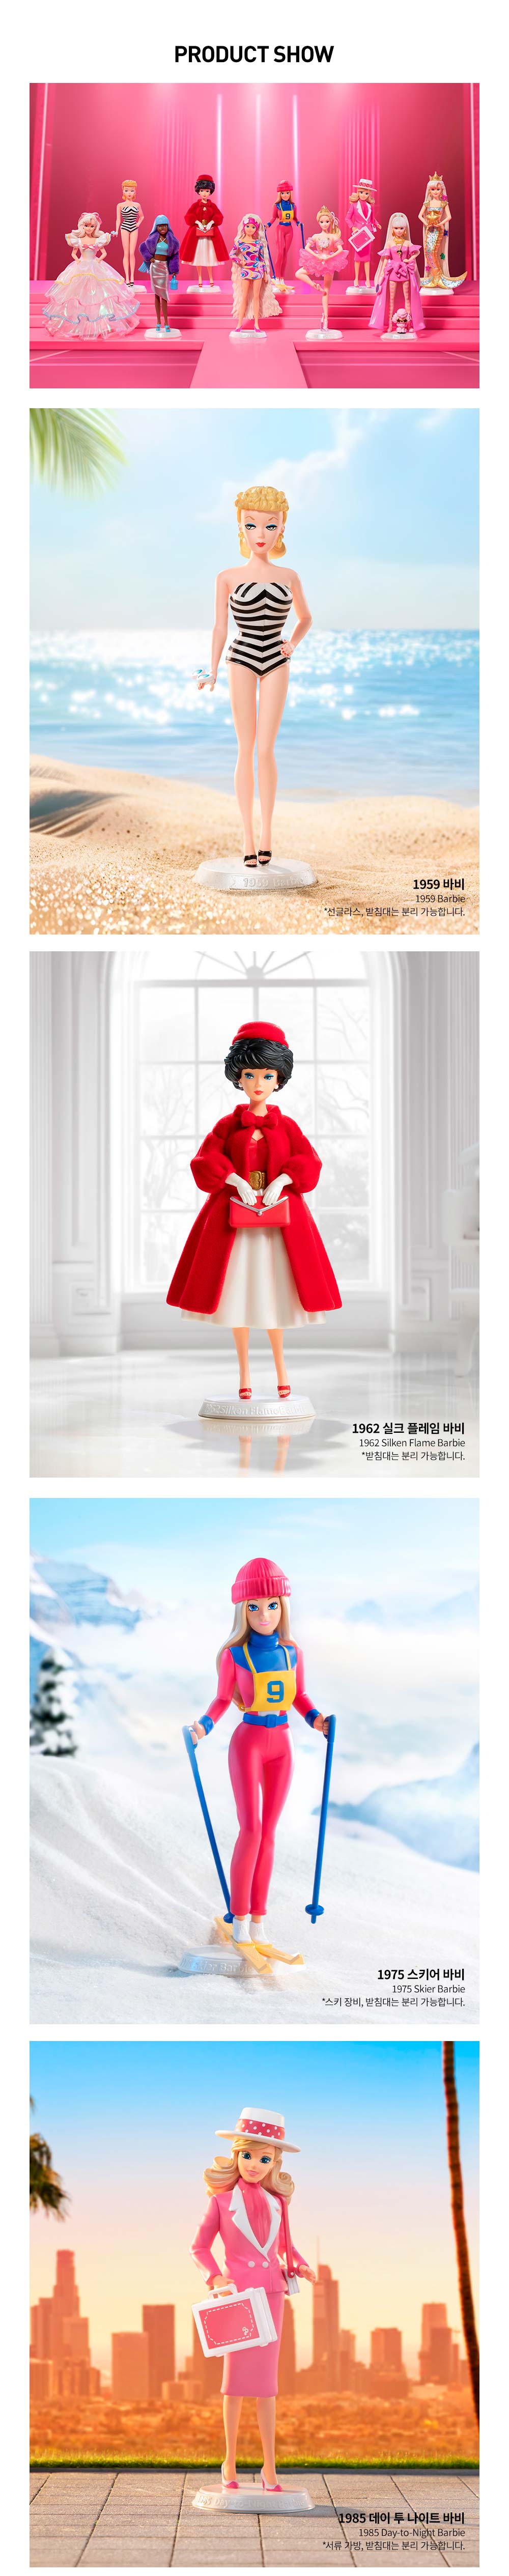 PRODUCT SHOW
9
1959 바비
1959 Barbie
*선글라스, 받침대는 분리 가능합니다.
1962 실크 플레임 바비
1962 Silken Flame Barbie
*받침대는 분리 가능합니다.
9
1975 스키어 바비
1975 Skier Barbie
*스키 장비, 받침대는 분리 가능합니다.
1985 데이 투 나이트 바비
1985 Day-to-Night Barbie
*서류 가방, 받침대는 분리 가능합니다.